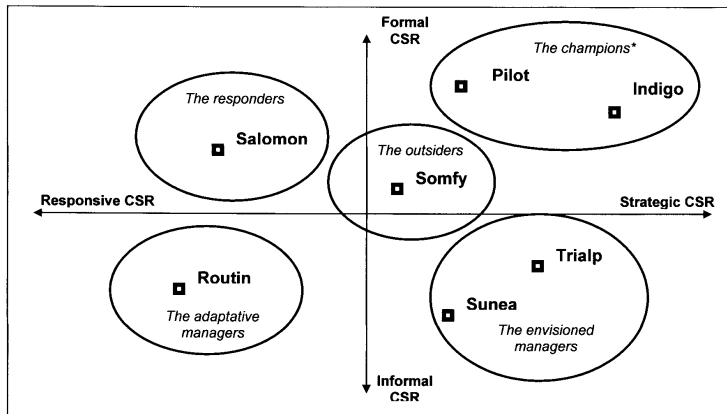 Formal
CSR
The champions*
Pilot
Indigo
The responders
Salomon
The outsiders
Somfy
Responsive CSR
Strategic CSR
Routin
The adaptative
managers
Trialp
Sunea
The envisioned
managers
Informal
CSR